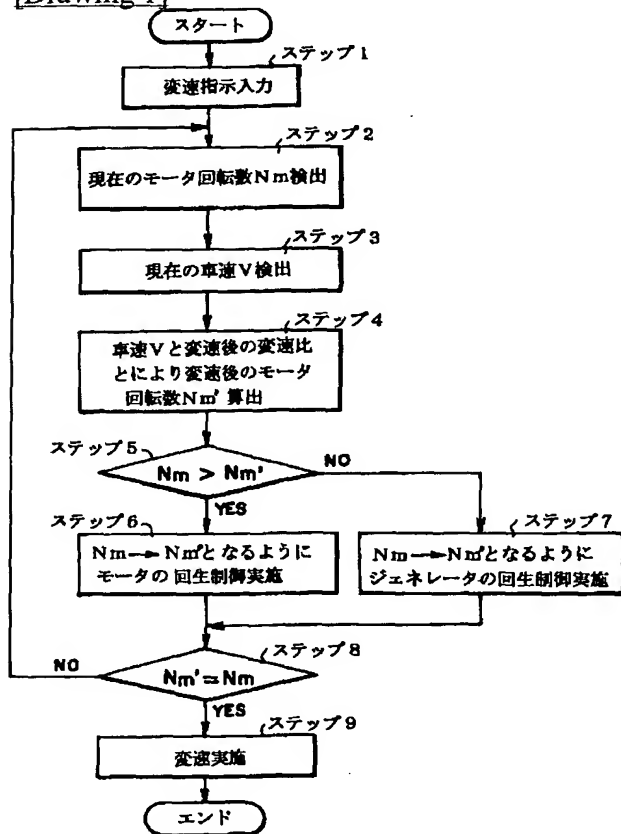 [Drawing 1]
スタート
ステップ1
変速指示入力
ステップ2
現在のモータ回転数Nm検出
ステップ3
現在の車速V検出
ステップ4
車速Vと変速後の変速比
とにより変速後のモータ
回転数Nm' 算出
ステップ5
Nm > Nm'
NO
YES
ステップ6
Nm→Nm'となるように
モータの回生制御実施
ステップ7
Nm→Nm'となるように
ジェネレータの回生制御実施
ステップ8
NO
Nm'=Nm
YES
ステップ9
変速実施
エンド